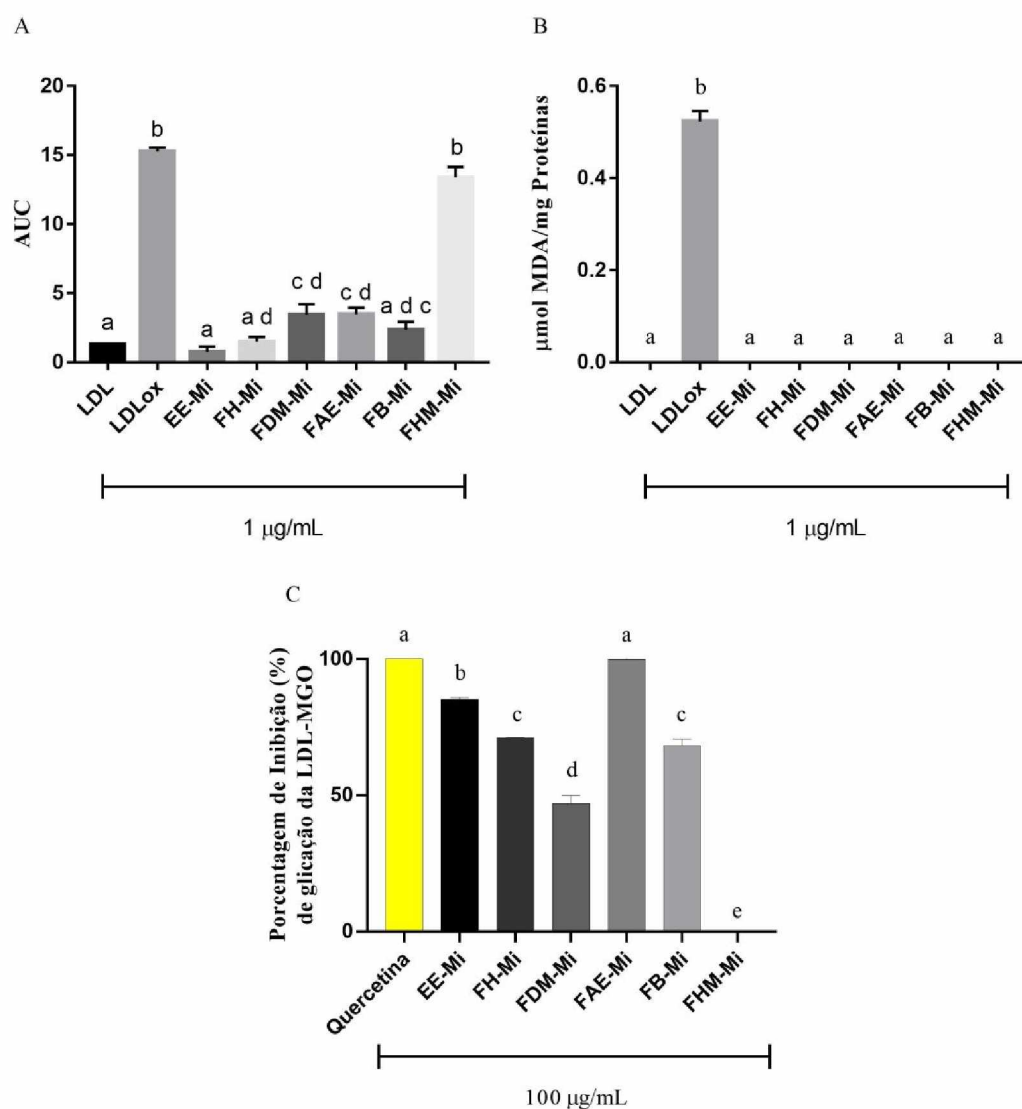 A
AUC
20
15
10
5
0
a
b
a
a d
c d
c d
a d c
b
LDL
LDLox
EE-Mi
FH-Mi
FDM-Mi
FAE-Mi
FB-Mi
FHM-Mi
1 µg/mL
B
µmol MDA/mg Proteínas
0.6
0.4
0.2
0.0
a
b
a
a
a
a
a
a
LDL
LDLox
EE-Mi
FH-Mi
FDM-Mi
FAE-Mi
FB-Mi
FHM-Mi
1 µg/mL
C
Porcentagem de Inibição (%)
de glicação da LDL-MGO
100
50
0
a
b
c
d
a
c
e
Quercetina
EE-Mi
FH-Mi
FDM-Mi
FAE-Mi
FB-Mi
FHM-Mi
100 µg/mL